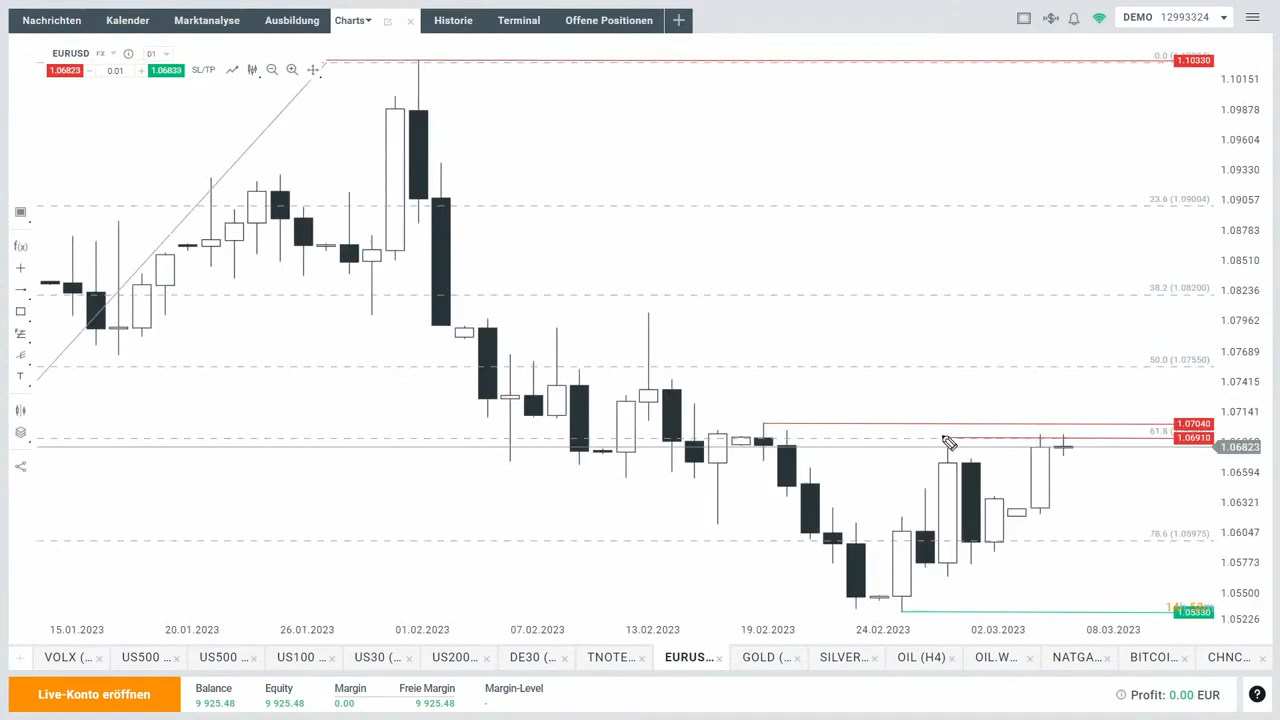 Nachrichten Kalender Marktanalyse Ausbildung Charts Historie Terminal Offene Positionen DEMO 12993324
EURUSD FX D1
1.06823 0.01 1.06833 SL/TP
1.10330
1.10151
1.09878
1.09604
1.09330
23.6 (1.09004) 1.09057
1.08783
1.08510
38.2 (1.08200) 1.08236
1.07962
50.0 (1.07550) 1.07689
1.07415
1.07141
1.07040
61.8 1.06910
1.06823
1.06594
1.06321
78.6 (1.05975) 1.06047
1.05773
1.05500
1.05330
1.05226
15.01.2023 20.01.2023 26.01.2023 01.02.2023 07.02.2023 13.02.2023 19.02.2023 24.02.2023 02.03.2023 08.03.2023
VOLX (... US500 ... US500 ... US100 ... US30 (... US200... DE30 (... TNOTE... EURUS... GOLD (... SILVER... OIL (H4) OIL.W... NATGA... BITCOI... CHNC...
Live-Konto eröffnen Balance Equity Margin Freie Margin Margin-Level Profit: 0.00 EUR
9 925.48 9 925.48 0.00 9 925.48 -